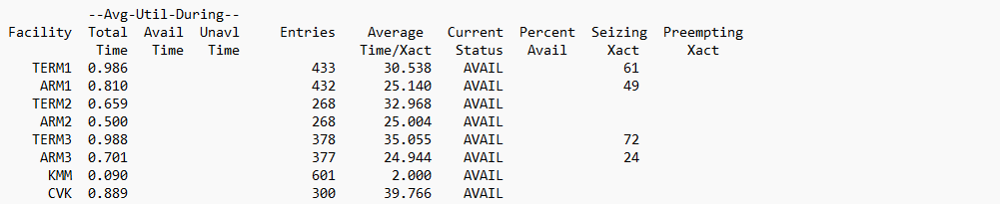 --Avg-Util-During--
Facility Total Avail Unavl Entries Average Current Percent Seizing Preempting
Time Time Time Time/Xact Status Avail Xact Xact
TERM1 0.986 433 30.538 AVAIL 61
ARM1 0.810 432 25.140 AVAIL 49
TERM2 0.659 268 32.968 AVAIL
ARM2 0.500 268 25.004 AVAIL
TERM3 0.988 378 35.055 AVAIL 72
ARM3 0.701 377 24.944 AVAIL 24
KMM 0.090 601 2.000 AVAIL
CVK 0.889 300 39.766 AVAIL